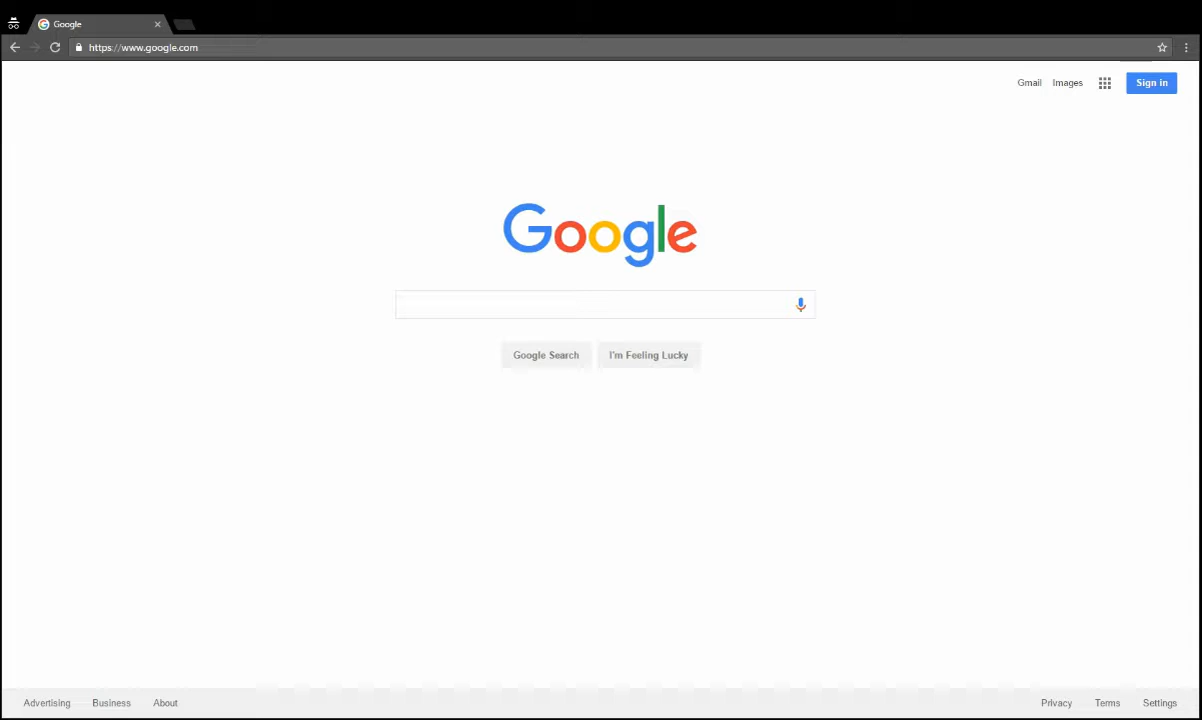 Google
https://www.google.com
Gmail Images Sign in
Google
Google Search I'm Feeling Lucky
Advertising Business About Privacy Terms Settings